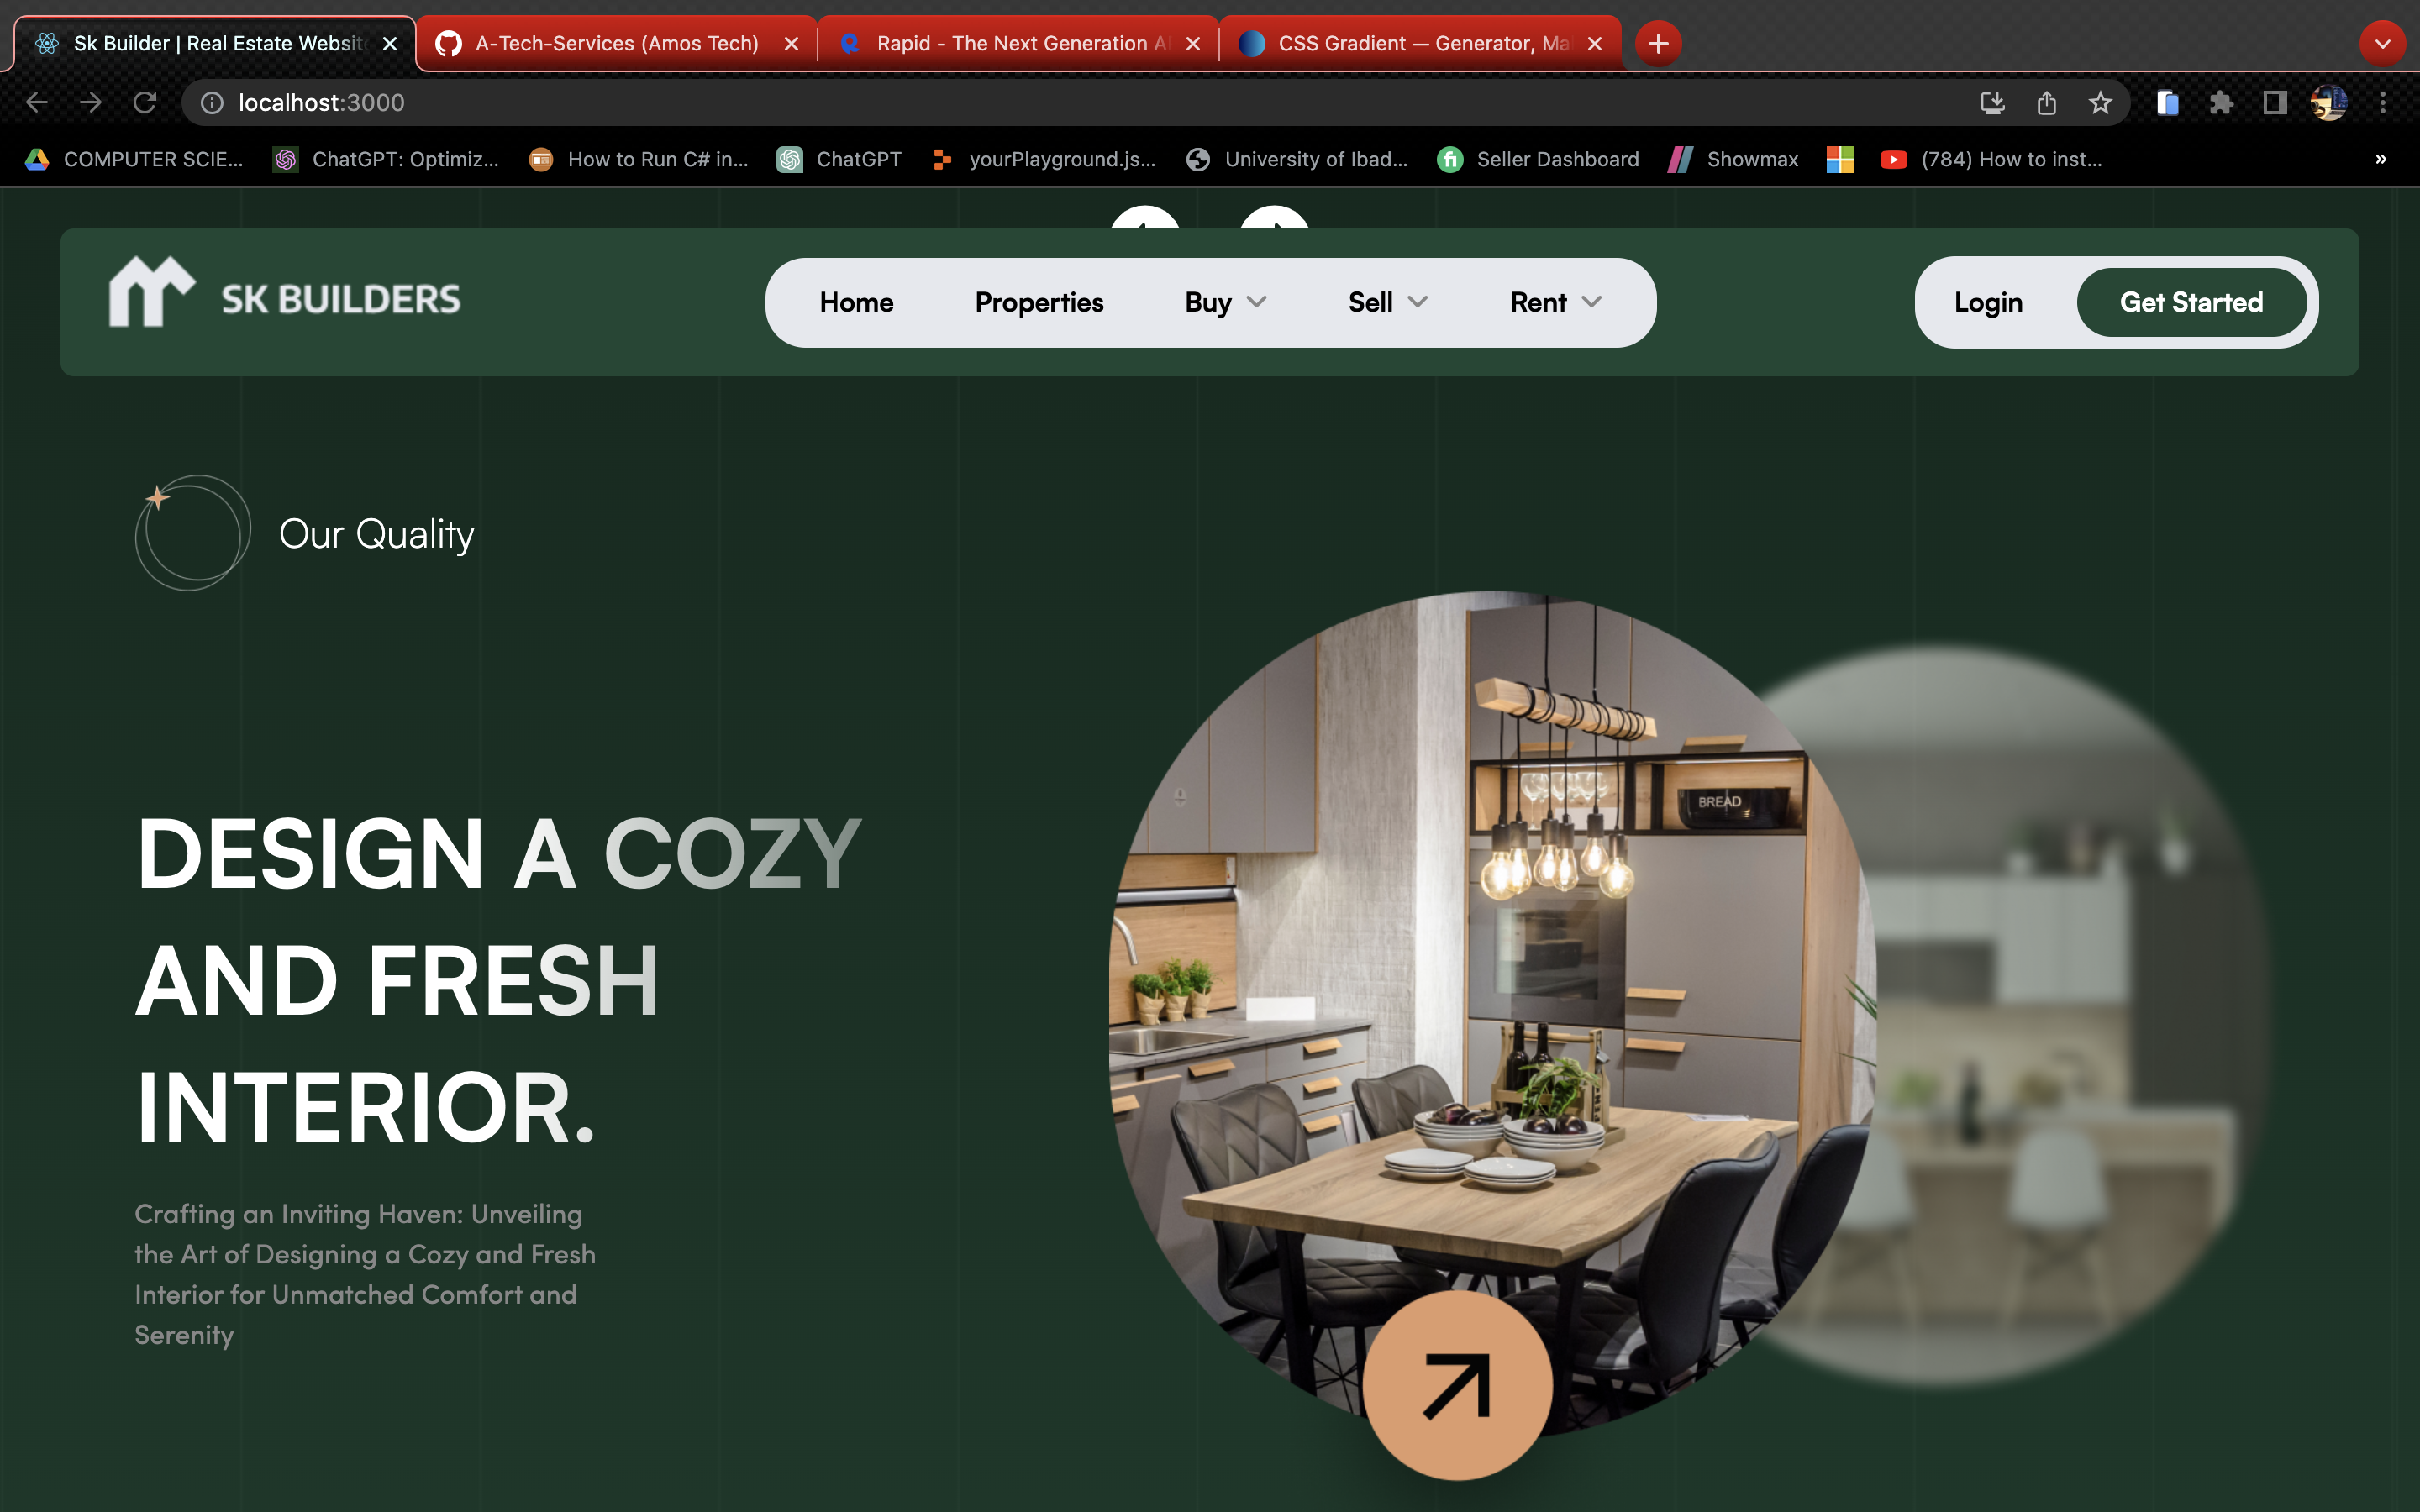 Sk Builder | Real Estate Websit
A-Tech-Services (Amos Tech)
Rapid - The Next Generation A
CSS Gradient — Generator, Ma
localhost:3000
COMPUTER SCIE...
ChatGPT: Optimiz...
How to Run C# in...
ChatGPT
yourPlayground.js...
University of Ibad...
Seller Dashboard
Showmax
(784) How to inst...
»
SK BUILDERS
Home
Properties
Buy
Sell
Rent
Login
Get Started
Our Quality
DESIGN A COZY
AND FRESH
INTERIOR.
Crafting an Inviting Haven: Unveiling
the Art of Designing a Cozy and Fresh
Interior for Unmatched Comfort and
Serenity
BREAD